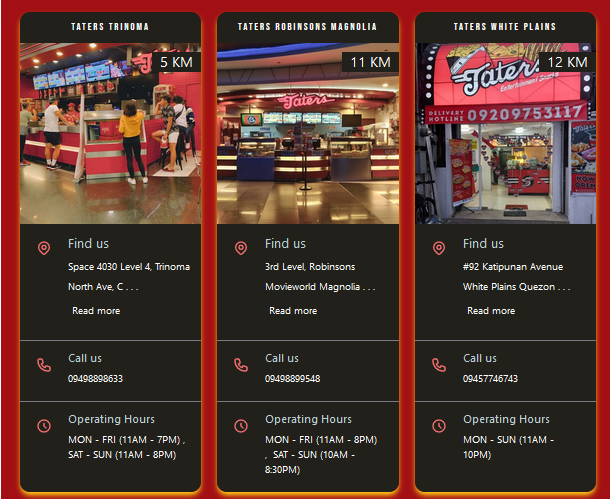 TATERS TRINOMA
5 KM
Find us
Space 4030 Level 4, Trinoma
North Ave, C . . .
Read more
Call us
09498898633
Operating Hours
MON - FRI (11AM - 7PM) ,
SAT - SUN (11AM - 8PM)
TATERS ROBINSONS MAGNOLIA
11 KM
Taters
Find us
3rd Level, Robinsons
Movieworld Magnolia . . .
Read more
Call us
09498899548
Operating Hours
MON - FRI (11AM - 8PM)
, SAT - SUN (10AM -
8:30PM)
TATERS WHITE PLAINS
12 KM
Taters
Entertainment Snacks
DELIVERY
HOTLINE 09209753117
NOW
OPEN
Find us
#92 Katipunan Avenue
White Plains Quezon . . .
Read more
Call us
09457746743
Operating Hours
MON - SUN (11AM -
10PM)